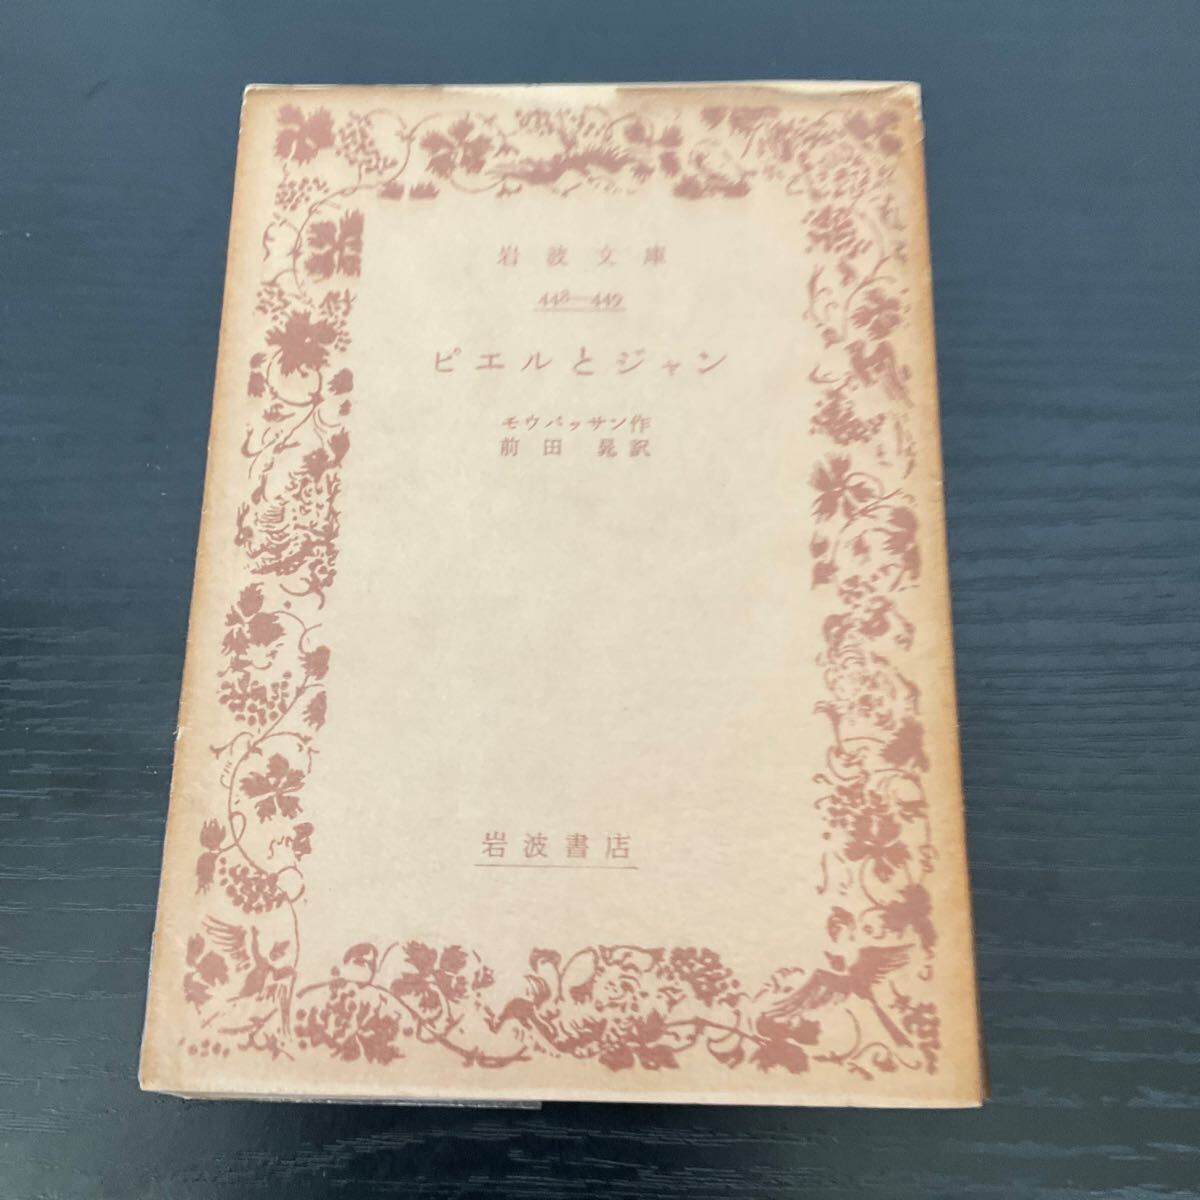 岩波文庫
448—449
ピエルとジャン
モウパッサン作
前田晃訳
岩波書店